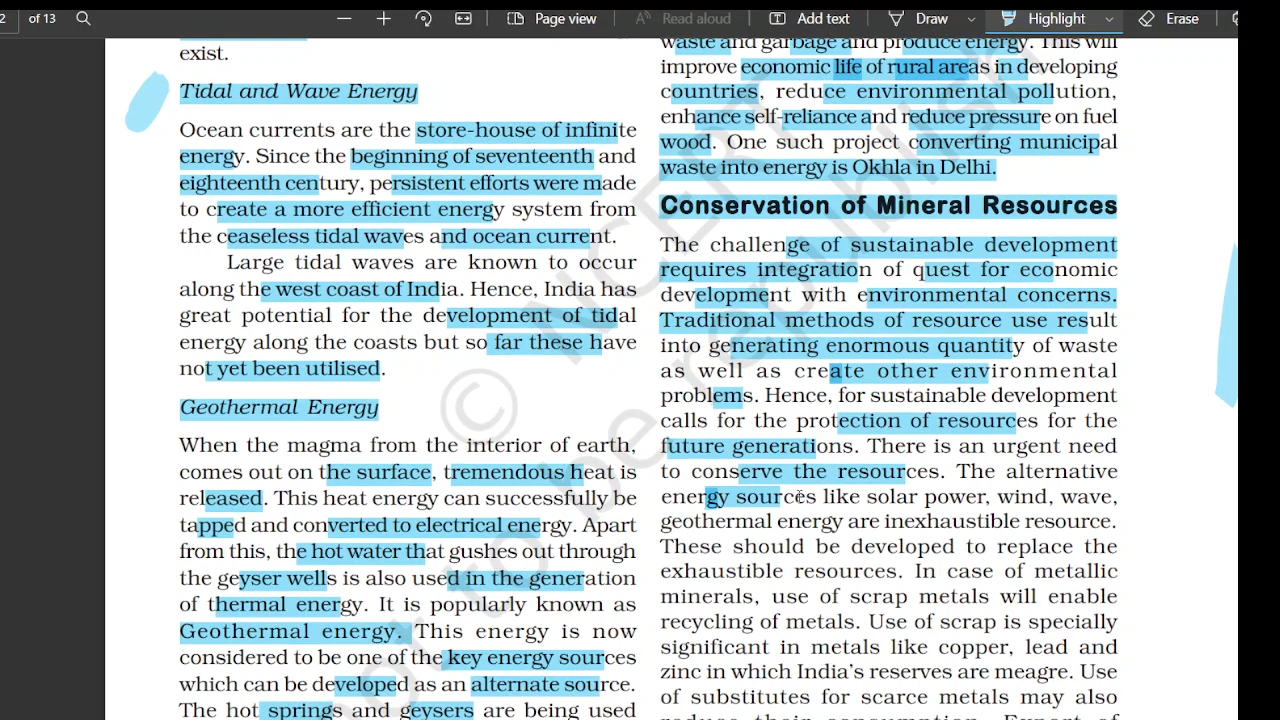 2 of 13
Page view
Read aloud
Add text
Draw
Highlight
Erase
exist.
Tidal and Wave Energy
Ocean currents are the store-house of infinite
energy. Since the beginning of seventeenth and
eighteenth century, persistent efforts were made
to create a more efficient energy system from
the ceaseless tidal waves and ocean current.
Large tidal waves are known to occur
along the west coast of India. Hence, India has
great potential for the development of tidal
energy along the coasts but so far these have
not yet been utilised.
Geothermal Energy
When the magma from the interior of earth,
comes out on the surface, tremendous heat is
released. This heat energy can successfully be
tapped and converted to electrical energy. Apart
from this, the hot water that gushes out through
the geyser wells is also used in the generation
of thermal energy. It is popularly known as
Geothermal energy. This energy is now
considered to be one of the key energy sources
which can be developed as an alternate source.
The hot springs and geysers are being used
waste and garbage and produce energy. This will
improve economic life of rural areas in developing
countries, reduce environmental pollution,
enhance self-reliance and reduce pressure on fuel
wood. One such project converting municipal
waste into energy is Okhla in Delhi.
Conservation of Mineral Resources
The challenge of sustainable development
requires integration of quest for economic
development with environmental concerns.
Traditional methods of resource use result
into generating enormous quantity of waste
as well as create other environmental
problems. Hence, for sustainable development
calls for the protection of resources for the
future generations. There is an urgent need
to conserve the resources. The alternative
energy sources like solar power, wind, wave,
geothermal energy are inexhaustible resource.
These should be developed to replace the
exhaustible resources. In case of metallic
minerals, use of scrap metals will enable
recycling of metals. Use of scrap is specially
significant in metals like copper, lead and
zinc in which India's reserves are meagre. Use
of substitutes for scarce metals may also
reduce their consumption. Export of
© NCERT
not to be republish